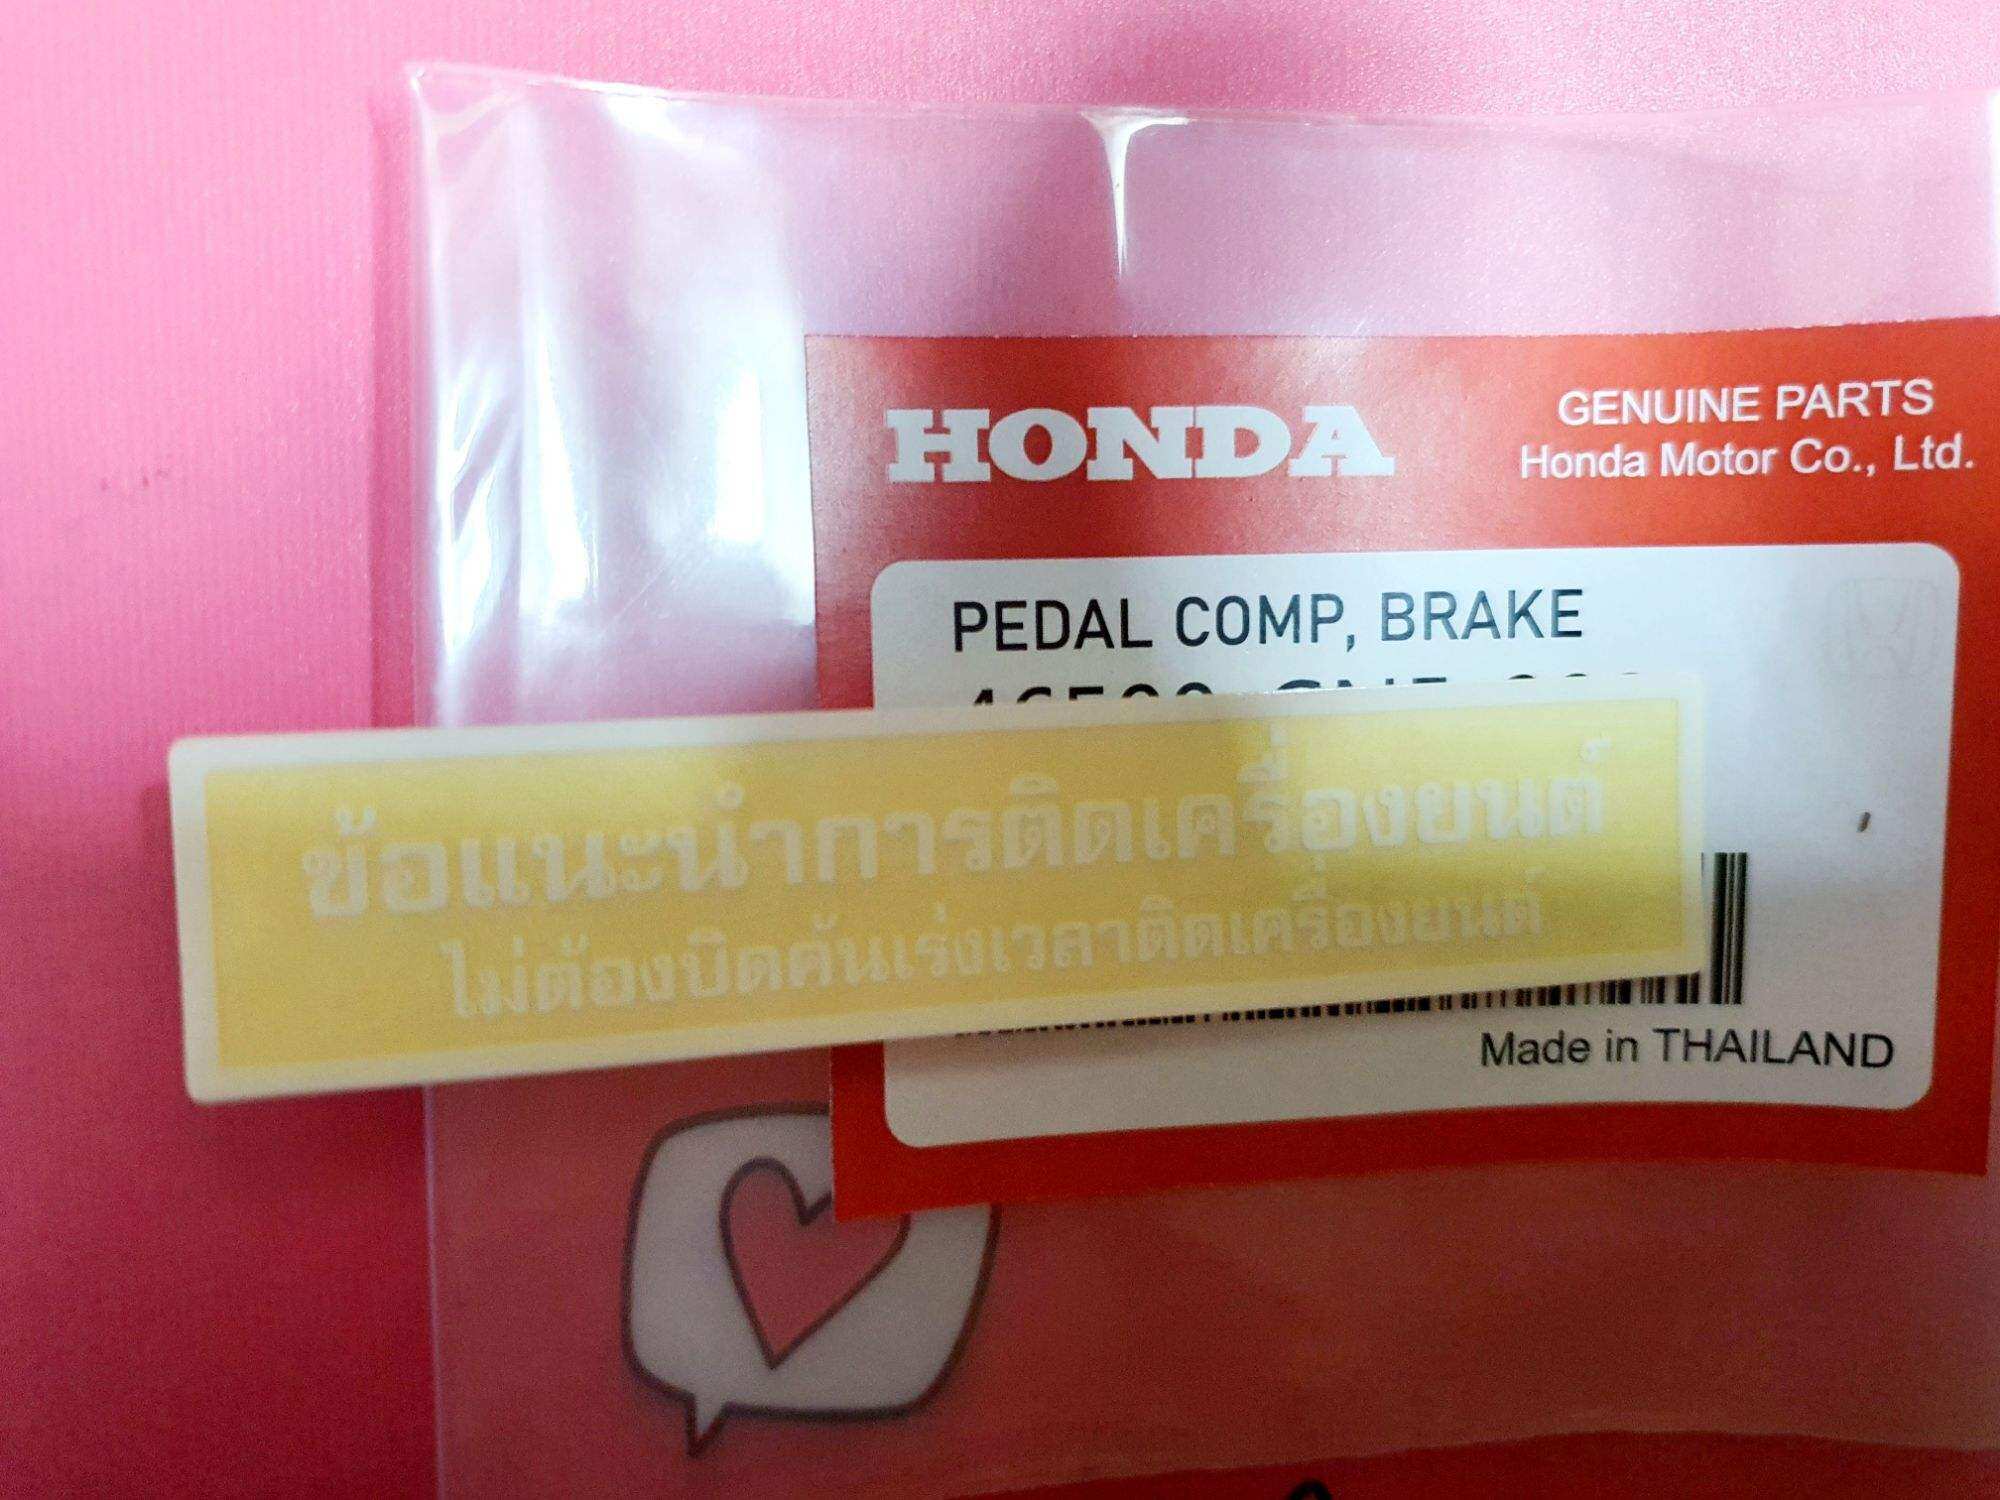 HONDA
GENUINE PARTS
Honda Motor Co., Ltd.
PEDAL COMP, BRAKE
ข้อแนะนำการติดเครื่องยนต์
ไม่ต้องบิดคันเร่งเวลาติดเครื่องยนต์
Made in THAILAND